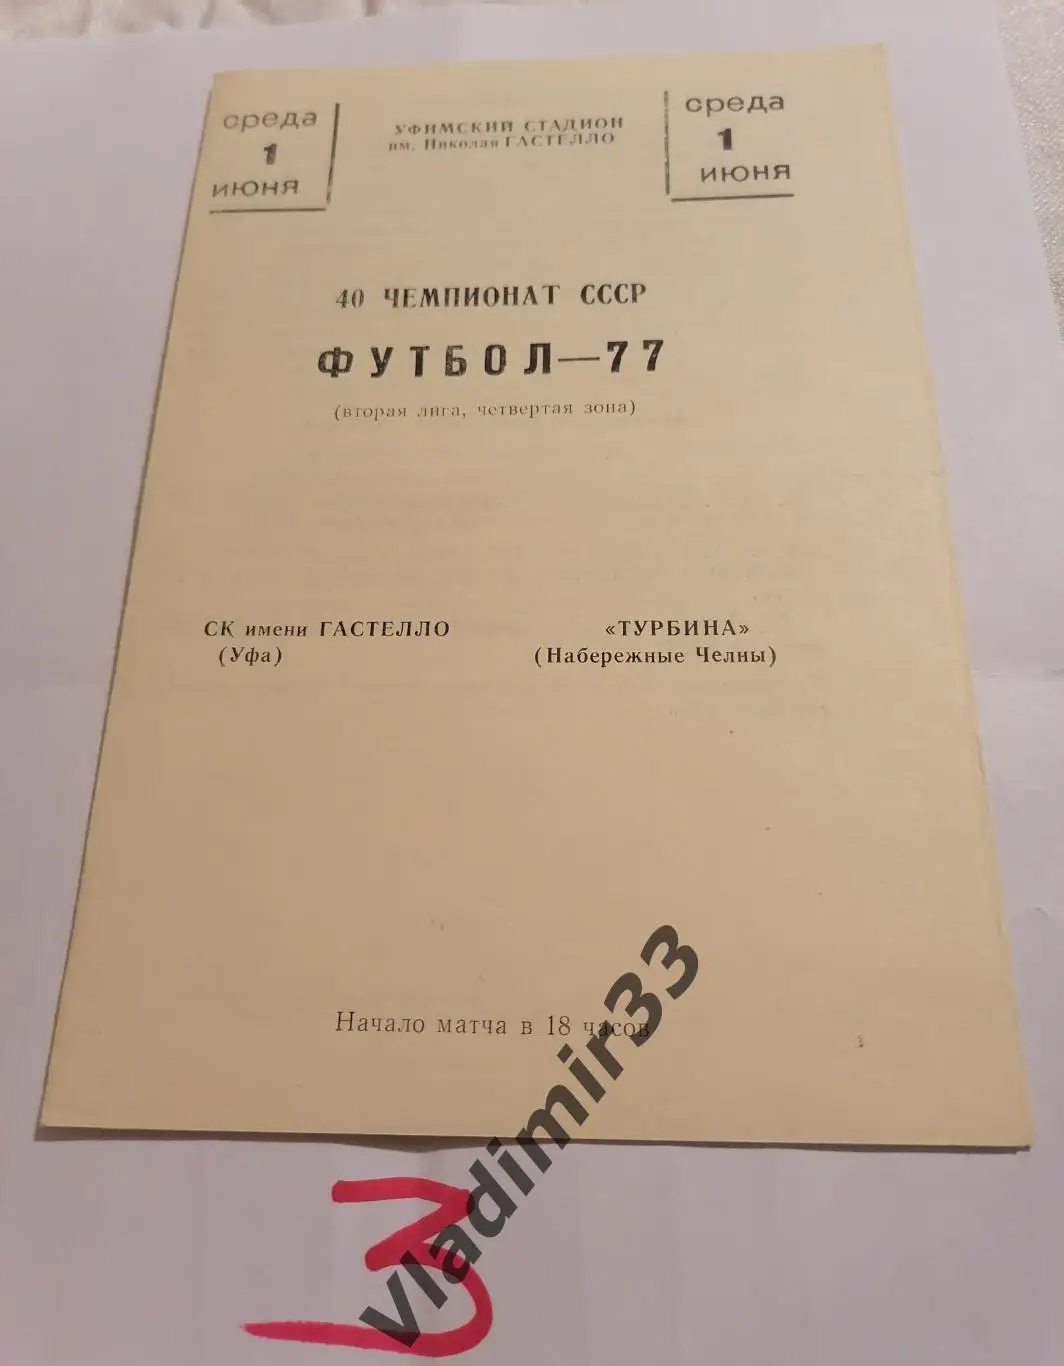 среда
1
июня
УФИМСКИЙ СТАДИОН
им. Николая ГАСТЕЛЛО
среда
1
июня
40 ЧЕМПИОНАТ СССР
ФУТБОЛ—77
(вторая лига, четвертая зона)
СК имени ГАСТЕЛЛО
(Уфа)
«ТУРБИНА»
(Набережные Челны)
Начало матча в 18 часов
vladimir33
3